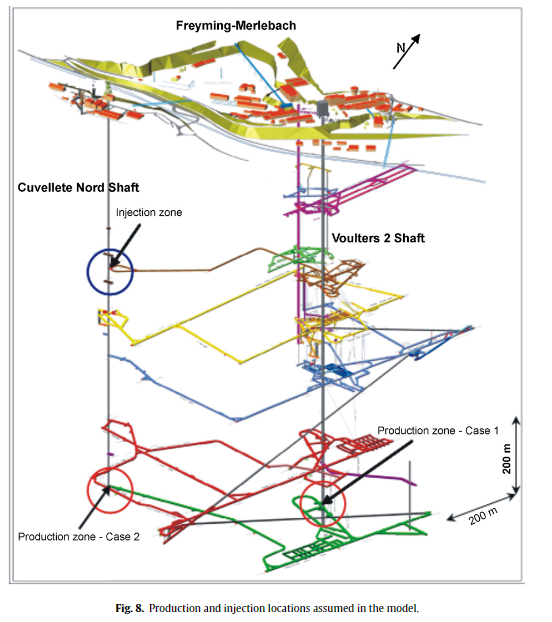 Freyming-Merlebach
N
Cuvellete Nord Shaft
Injection zone
Voulters 2 Shaft
Production zone - Case 1
200 m
200 m
Production zone - Case 2
Fig. 8. Production and injection locations assumed in the model.